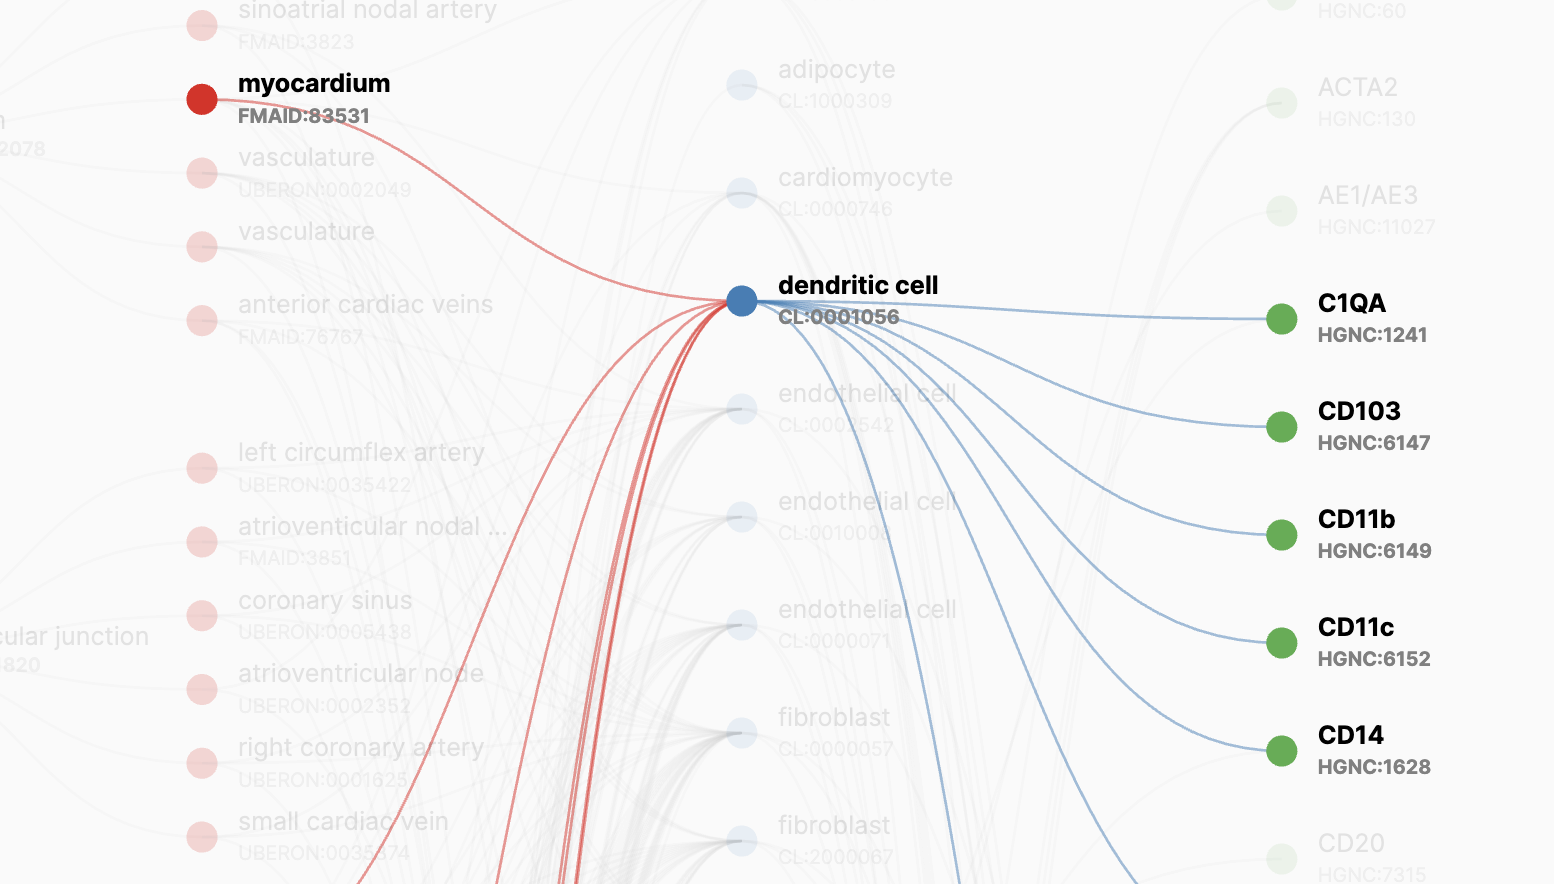 sinoatrial nodal artery
FMAID:3823
myocardium
FMAID:83531
2078
vasculature
UBERON:0002049
vasculature
anterior cardiac veins
FMAID:76767
left circumflex artery
UBERON:0035422
atrioventicular nodal ...
FMAID:3851
coronary sinus
UBERON:0005438
cular junction
820
atrioventricular node
UBERON:0002352
right coronary artery
UBERON:0001625
small cardiac vein
UBERON:0035374
adipocyte
CL:1000309
cardiomyocyte
CL:0000746
dendritic cell
CL:0001056
endothelial cell
CL:0002542
endothelial cell
endothelial cell
CL:0000071
fibroblast
CL:0000057
fibroblast
CL:2000067
HGNC:60
ACTA2
HGNC:130
AE1/AE3
HGNC:11027
C1QA
HGNC:1241
CD103
HGNC:6147
CD11b
HGNC:6149
CD11c
HGNC:6152
CD14
HGNC:1628
CD20
HGNC:7315